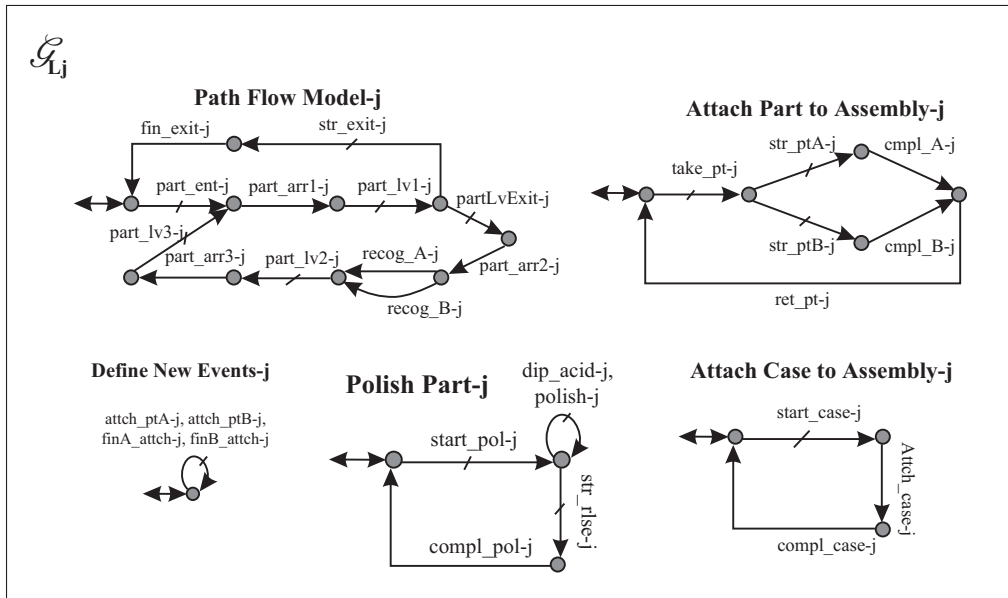 𝒢Lj
Path Flow Model-j
fin_exit-j
str_exit-j
part_ent-j
part_arr1-j
part_lv1-j
partLvExit-j
part_lv3-j
part_arr3-j
part_lv2-j
recog_A-j
part_arr2-j
recog_B-j
Attach Part to Assembly-j
take_pt-j
str_ptA-j
cmpl_A-j
str_ptB-j
cmpl_B-j
ret_pt-j
Define New Events-j
attch_ptA-j, attch_ptB-j,
finA_attch-j, finB_attch-j
Polish Part-j
dip_acid-j,
polish-j
start_pol-j
str_rlse-j
compl_pol-j
Attach Case to Assembly-j
start_case-j
Attch_case-j
compl_case-j